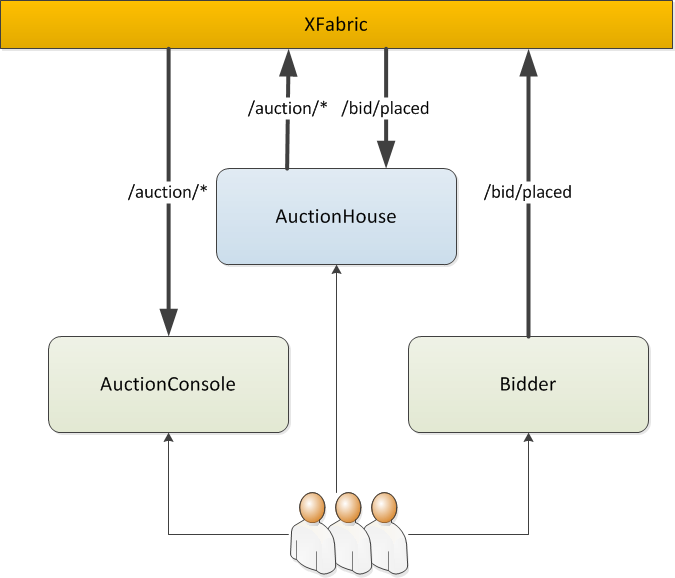 XFabric
/auction/*
/bid/placed
/auction/*
/bid/placed
AuctionHouse
AuctionConsole
Bidder